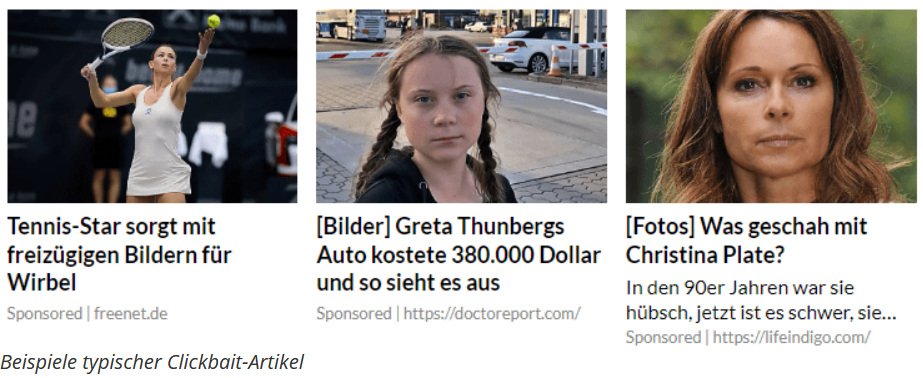 Tennis-Star sorgt mit
freizügigen Bildern für
Wirbel
Sponsored | freenet.de
[Bilder] Greta Thunbergs
Auto kostete 380.000 Dollar
und so sieht es aus
Sponsored | https://doctoreport.com/
[Fotos] Was geschah mit
Christina Plate?
In den 90er Jahren war sie
hübsch, jetzt ist es schwer, sie...
Sponsored | https://lifeindigo.com/
Beispiele typischer Clickbait-Artikel